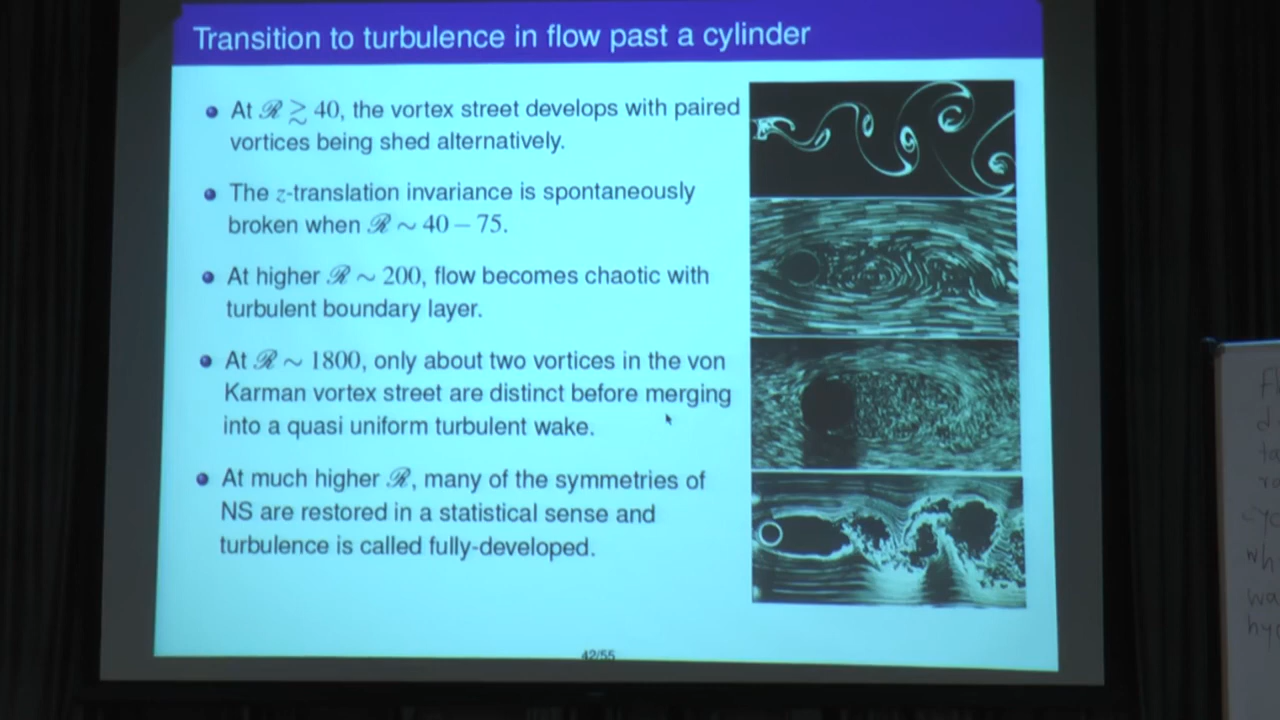 Transition to turbulence in flow past a cylinder
At ℛ ≳ 40, the vortex street develops with paired
vortices being shed alternatively.
The z-translation invariance is spontaneously
broken when ℛ ∼ 40 – 75.
At higher ℛ ∼ 200, flow becomes chaotic with
turbulent boundary layer.
At ℛ ∼ 1800, only about two vortices in the von
Karman vortex street are distinct before merging
into a quasi uniform turbulent wake.
At much higher ℛ, many of the symmetries of
NS are restored in a statistical sense and
turbulence is called fully-developed.
42/55